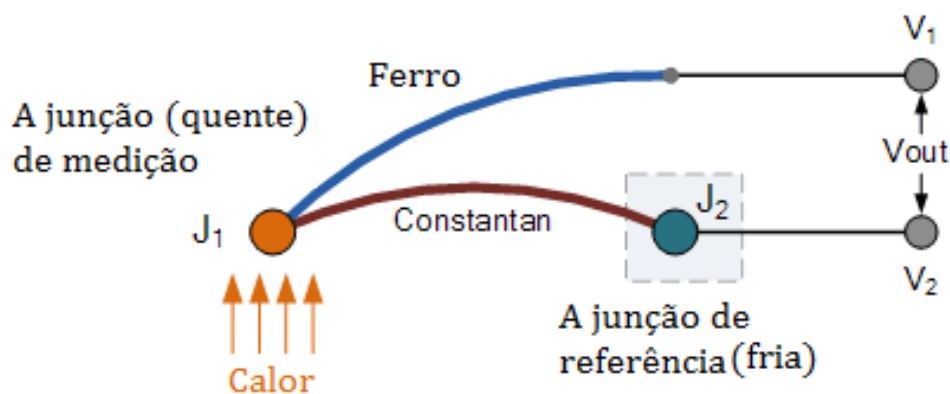 V₁
Ferro
A junção (quente)
de medição
Vout
J₁
Constantan
J₂
V₂
A junção de
referência (fria)
Calor